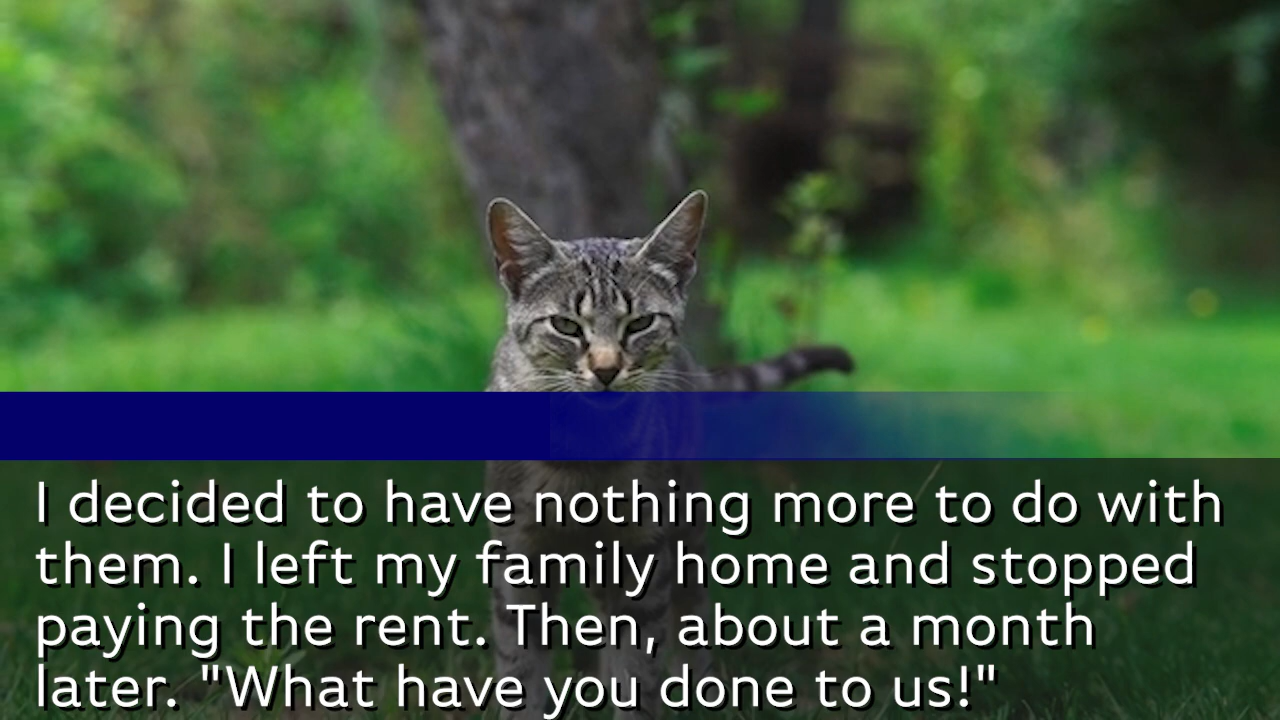 I decided to have nothing more to do with
them. I left my family home and stopped
paying the rent. Then, about a month
later. "What have you done to us!"